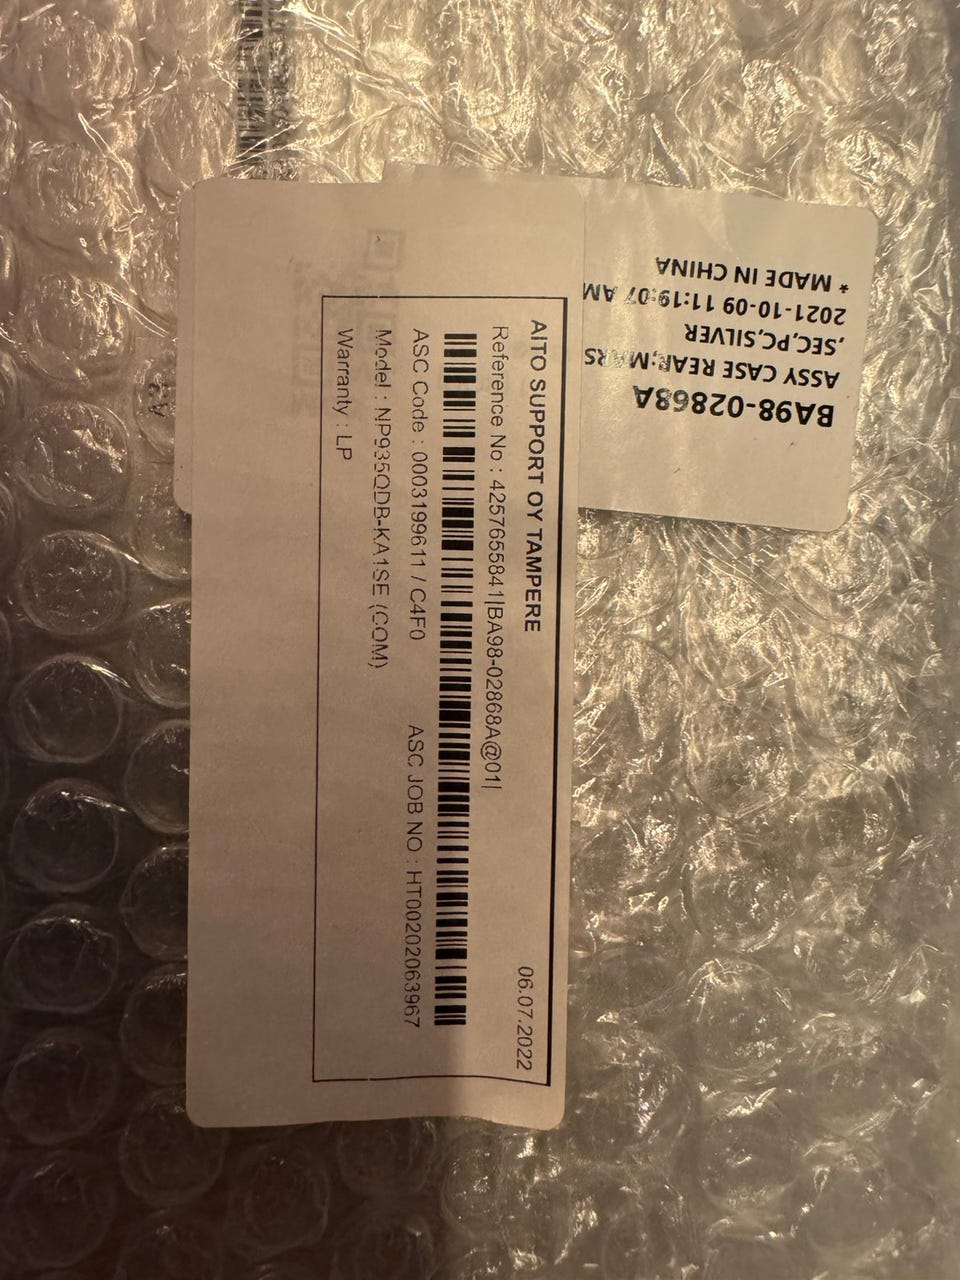 AITO SUPPORT OY TAMPERE
06.07.2022
Reference No : 4257655841|BA98-02868A@01|
ASC Code : 0003199611 / C4F0
ASC JOB NO : HT00202063967
Model : NP935QDB-KA1SE (COM)
Warranty : LP
BA98-02868A
ASSY CASE REAR;MARS
,SEC,PC,SILVER
2021-10-09 11:19:07 AM
* MADE IN CHINA